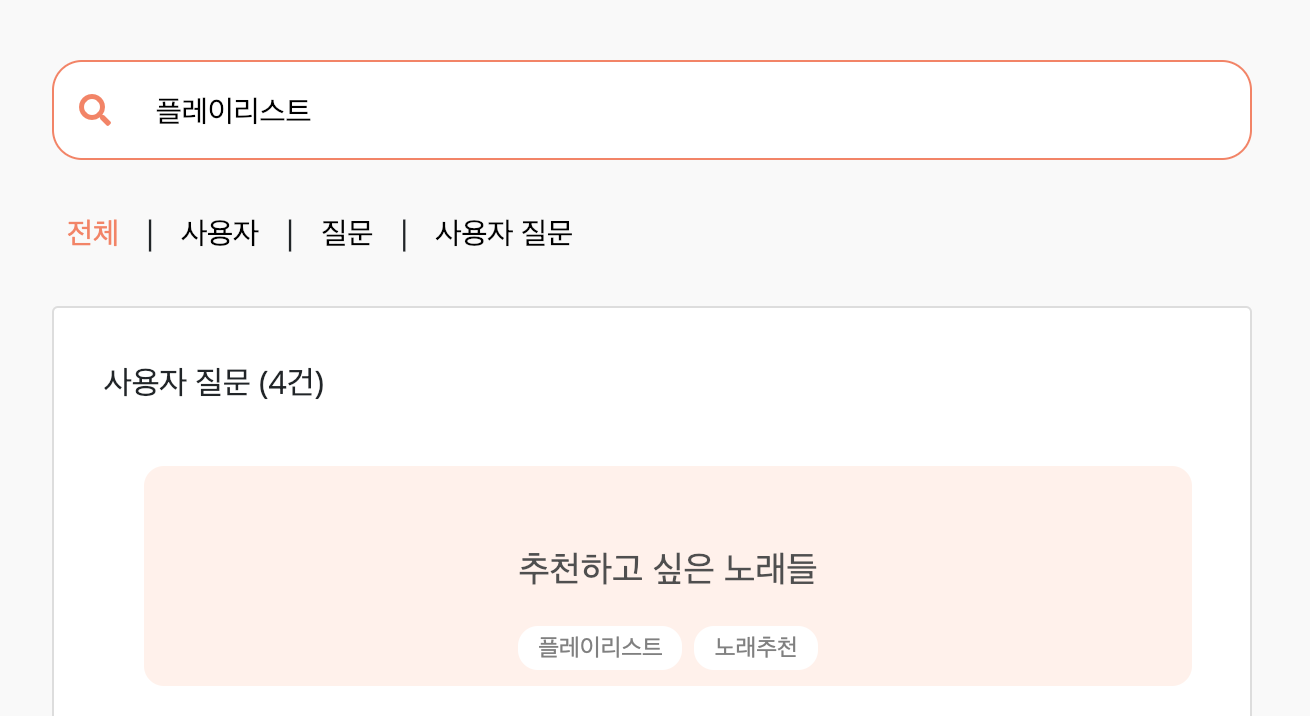 플레이리스트
전체 | 사용자 | 질문 | 사용자 질문
사용자 질문 (4건)
추천하고 싶은 노래들
플레이리스트 노래추천